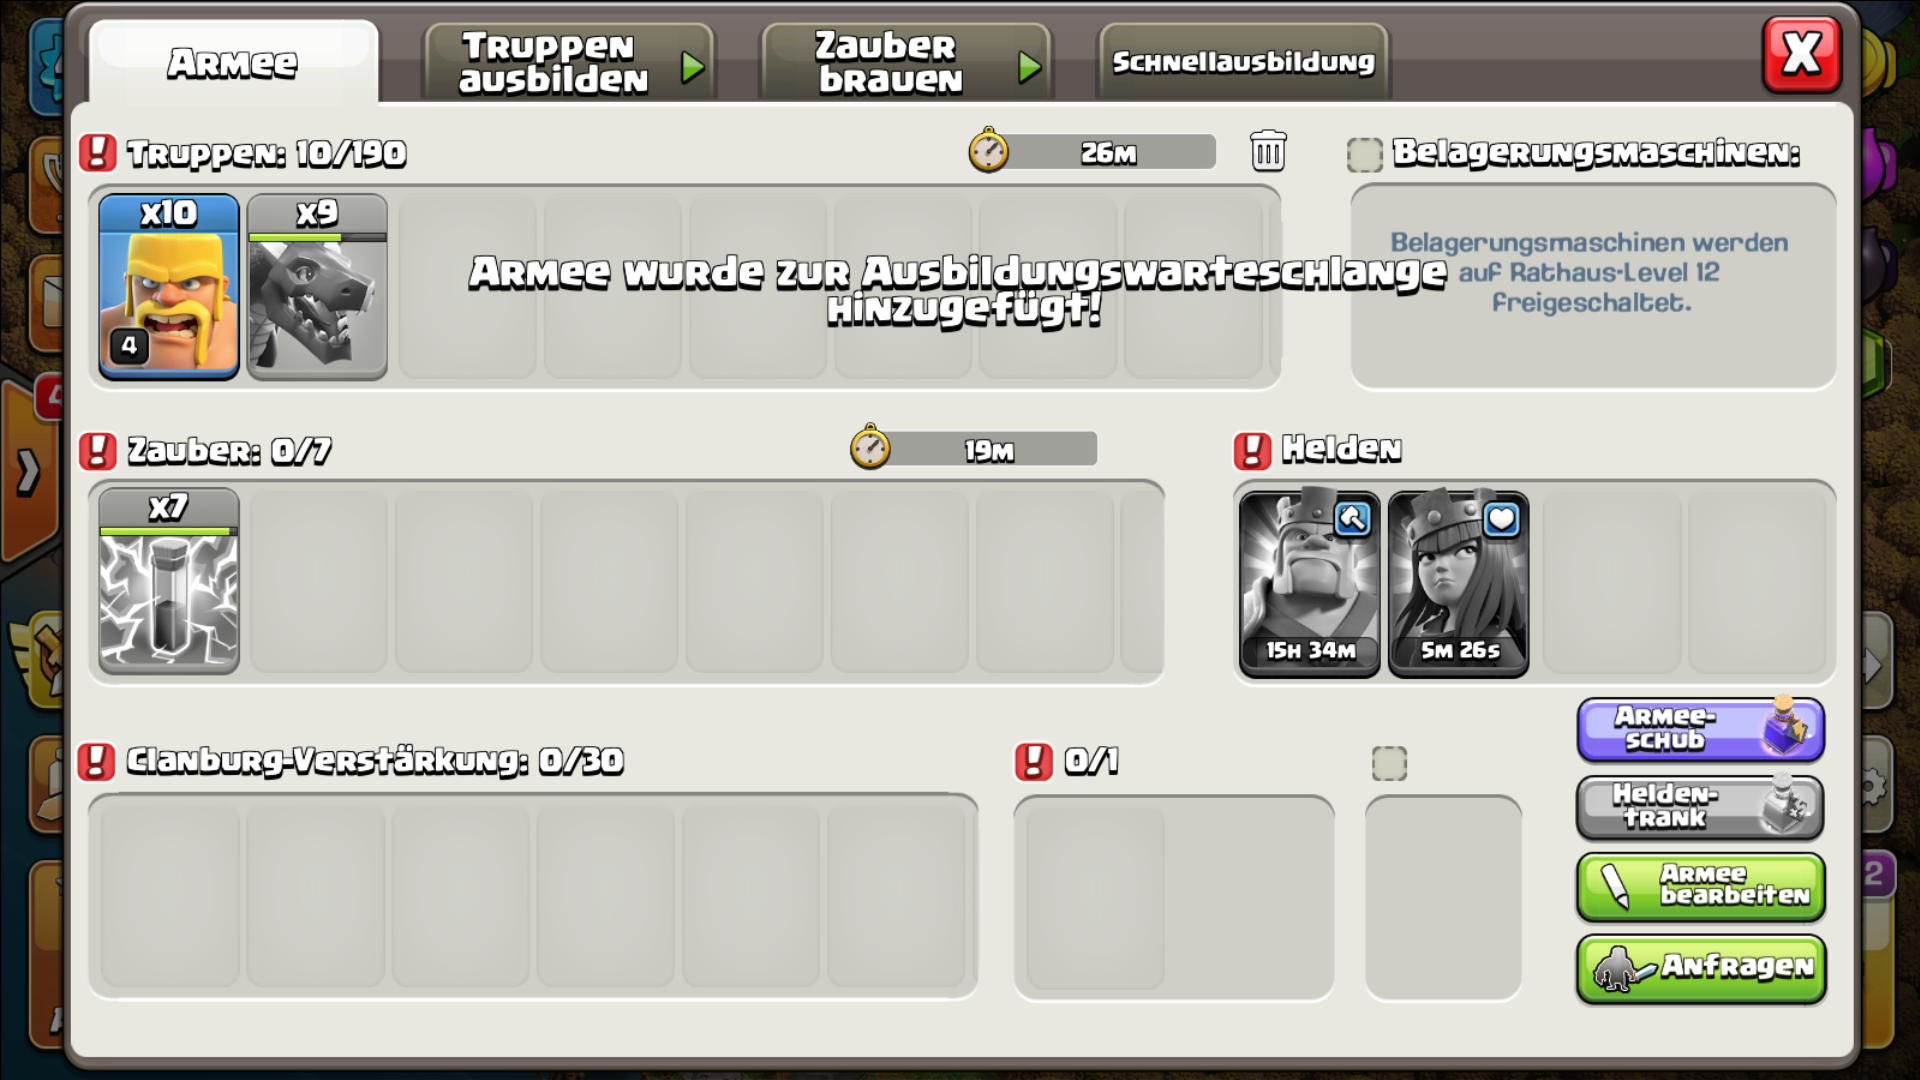 Armee
Truppen
ausbilden
Zauber
brauen
Schnellausbildung
X
Truppen: 10/190
26m
Belagerungsmaschinen:
x10
x9
4
Armee wurde zur Ausbildungswarteschlange
hinzugefügt!
Belagerungsmaschinen werden
auf Rathaus-Level 12
freigeschaltet.
Zauber: 0/7
19m
Helden
x7
15h 34m
5m 26s
Clanburg-Verstärkung: 0/30
0/1
Armee-
schub
Helden-
trank
Armee
bearbeiten
Anfragen
2